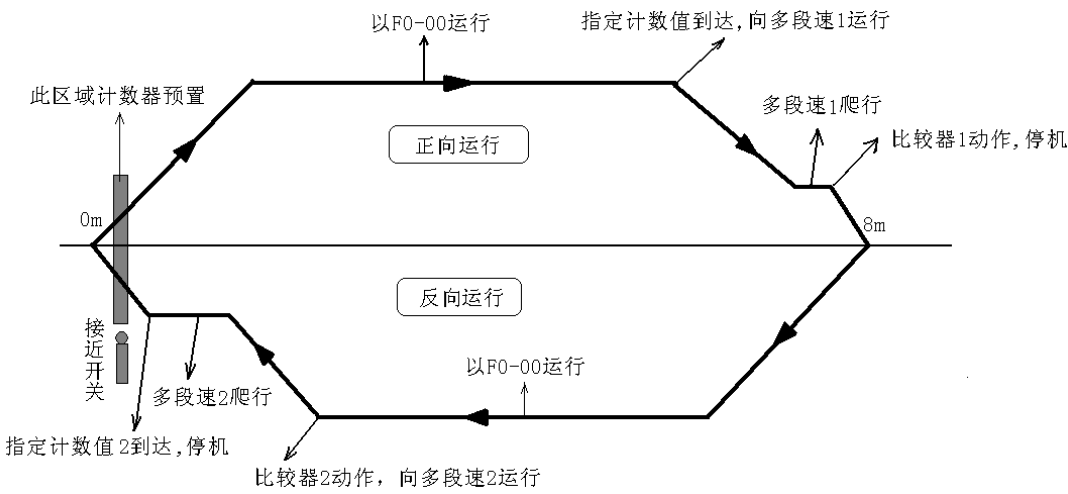 以F0-00运行
指定计数值到达,向多段速1运行
此区域计数器预置
多段速1爬行
比较器1动作,停机
正向运行
0m
8m
反向运行
接近开关
以F0-00运行
多段速2爬行
指定计数值2到达,停机
比较器2动作，向多段速2运行